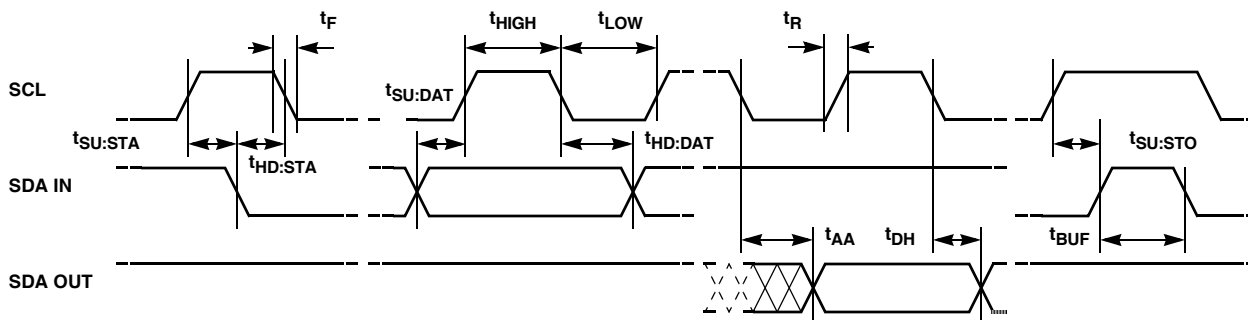 tF
tHIGH
tLOW
tR
SCL
tSU:DAT
tSU:STA
tHD:STA
tHD:DAT
tSU:STO
SDA IN
tAA
tDH
tBUF
SDA OUT